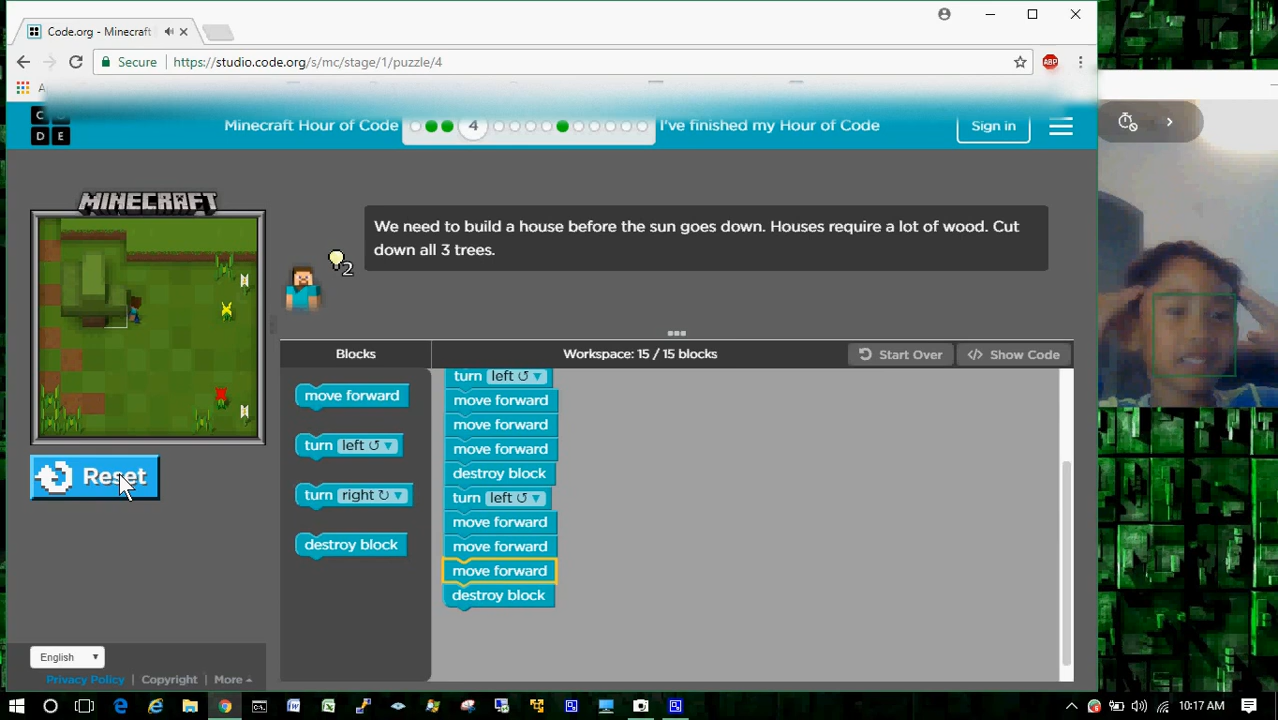 Code.org - Minecraft
Secure https://studio.code.org/s/mc/stage/1/puzzle/4
ABP
A
C
D E
Minecraft Hour of Code
4
I've finished my Hour of Code
Sign in
MINECRAFT
2
We need to build a house before the sun goes down. Houses require a lot of wood. Cut
down all 3 trees.
Blocks
Workspace: 15 / 15 blocks
Start Over
</> Show Code
move forward
turn left ↺ ▼
turn right ↻ ▼
destroy block
turn left ↺ ▼
move forward
move forward
move forward
destroy block
turn left ↺ ▼
move forward
move forward
move forward
destroy block
Reset
English
Privacy Policy | Copyright | More
10:17 AM